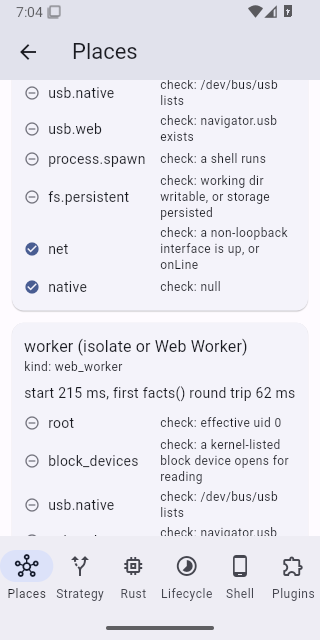 7:04
Places
usb.native
check: /dev/bus/usb
lists
usb.web
check: navigator.usb
exists
process.spawn
check: a shell runs
fs.persistent
check: working dir
writable, or storage
persisted
net
check: a non-loopback
interface is up, or
onLine
native
check: null
worker (isolate or Web Worker)
kind: web_worker
start 215 ms, first facts() round trip 62 ms
root
check: effective uid 0
block_devices
check: a kernel-listed
block device opens for
reading
usb.native
check: /dev/bus/usb
lists
check: navigator.usb
Places
Strategy
Rust
Lifecycle
Shell
Plugins